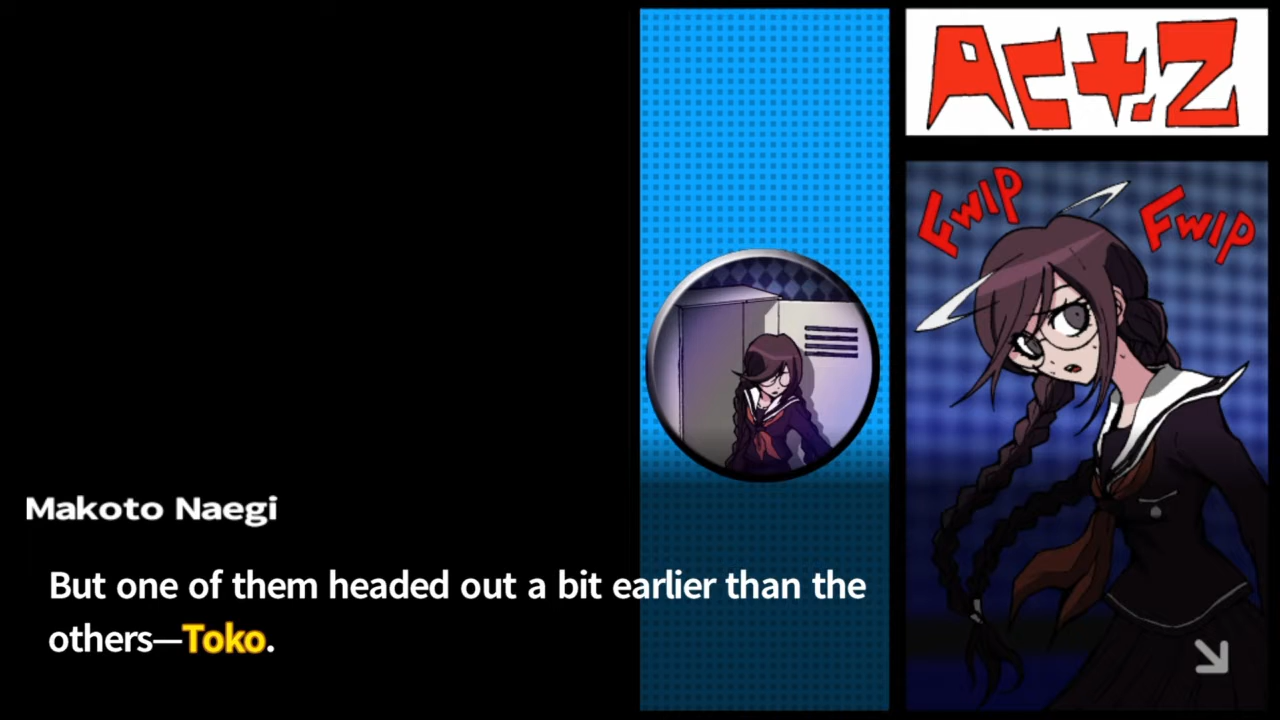 Act.2
FWIP
FWIP
Makoto Naegi
But one of them headed out a bit earlier than the
others—Toko.